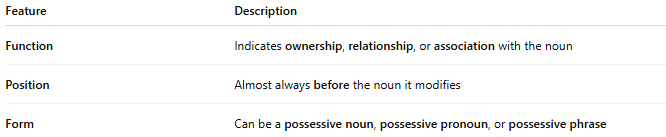 Feature Description
Function Indicates ownership, relationship, or association with the noun
Position Almost always before the noun it modifies
Form Can be a possessive noun, possessive pronoun, or possessive phrase